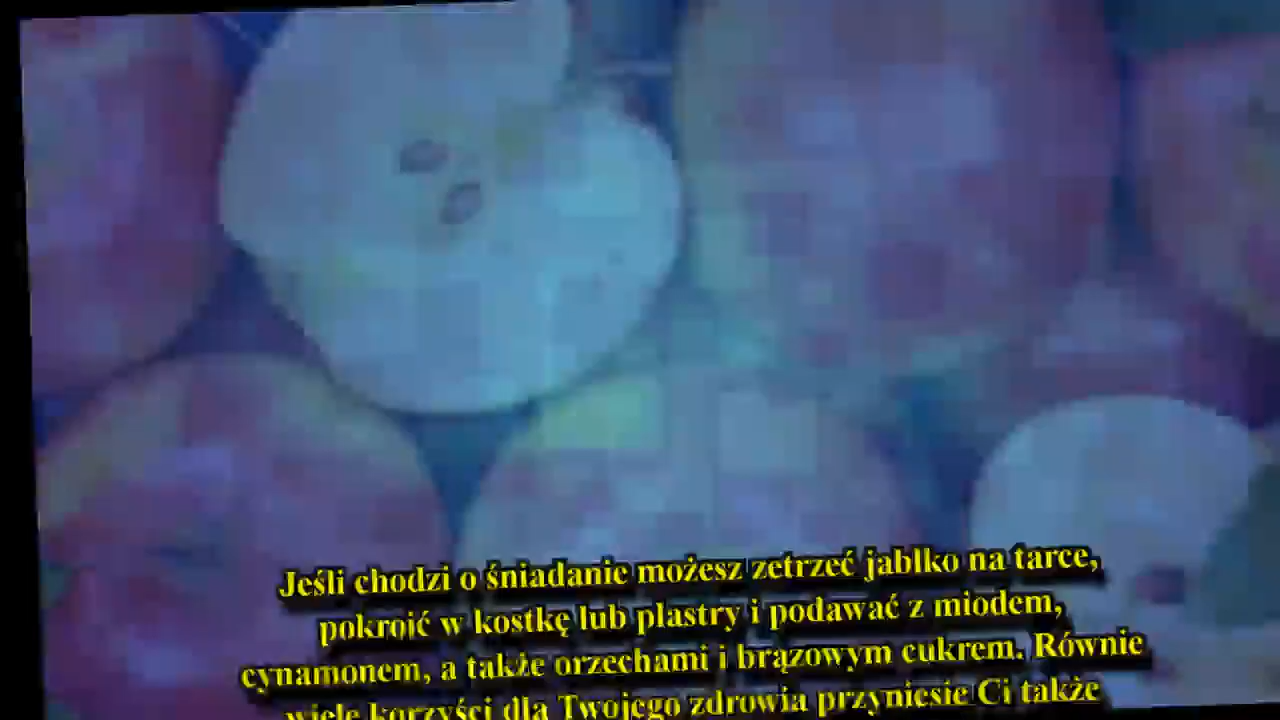 Jeśli chodzi o śniadanie możesz zetrzeć jabłko na tarce,
pokroić w kostkę lub plastry i podawać z miodem,
cynamonem, a także orzechami i brązowym cukrem. Równie
wiele korzyści dla Twojego zdrowia przyniesie Ci także